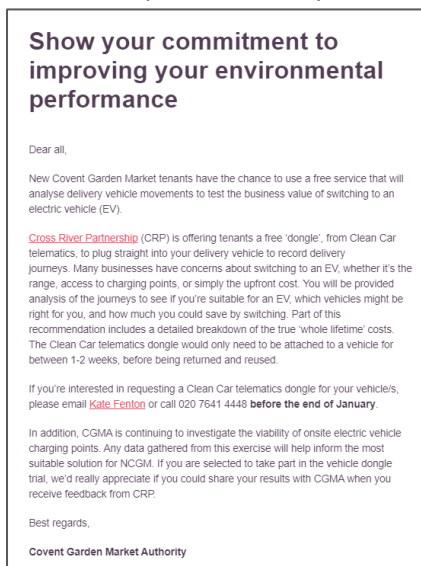 Show your commitment to
improving your environmental
performance
Dear all,
New Covent Garden Market tenants have the chance to use a free service that will
analyse delivery vehicle movements to test the business value of switching to an
electric vehicle (EV).
Cross River Partnership (CRP) is offering tenants a free 'dongle', from Clean Car
telematics, to plug straight into your delivery vehicle to record delivery
journeys. Many businesses have concerns about switching to an EV, whether it's the
range, access to charging points, or simply the upfront cost. You will be provided
analysis of the journeys to see if you're suitable for an EV, which vehicles might be
right for you, and how much you could save by switching. Part of this
recommendation includes a detailed breakdown of the true 'whole lifetime' costs.
The Clean Car telematics dongle would only need to be attached to a vehicle for
between 1-2 weeks, before being returned and reused.
If you're interested in requesting a Clean Car telematics dongle for your vehicle/s,
please email Kate Fenton or call 020 7641 4448 before the end of January.
In addition, CGMA is continuing to investigate the viability of onsite electric vehicle
charging points. Any data gathered from this exercise will help inform the most
suitable solution for NCGM. If you are selected to take part in the vehicle dongle
trial, we'd really appreciate if you could share your results with CGMA when you
receive feedback from CRP.
Best regards,
Covent Garden Market Authority